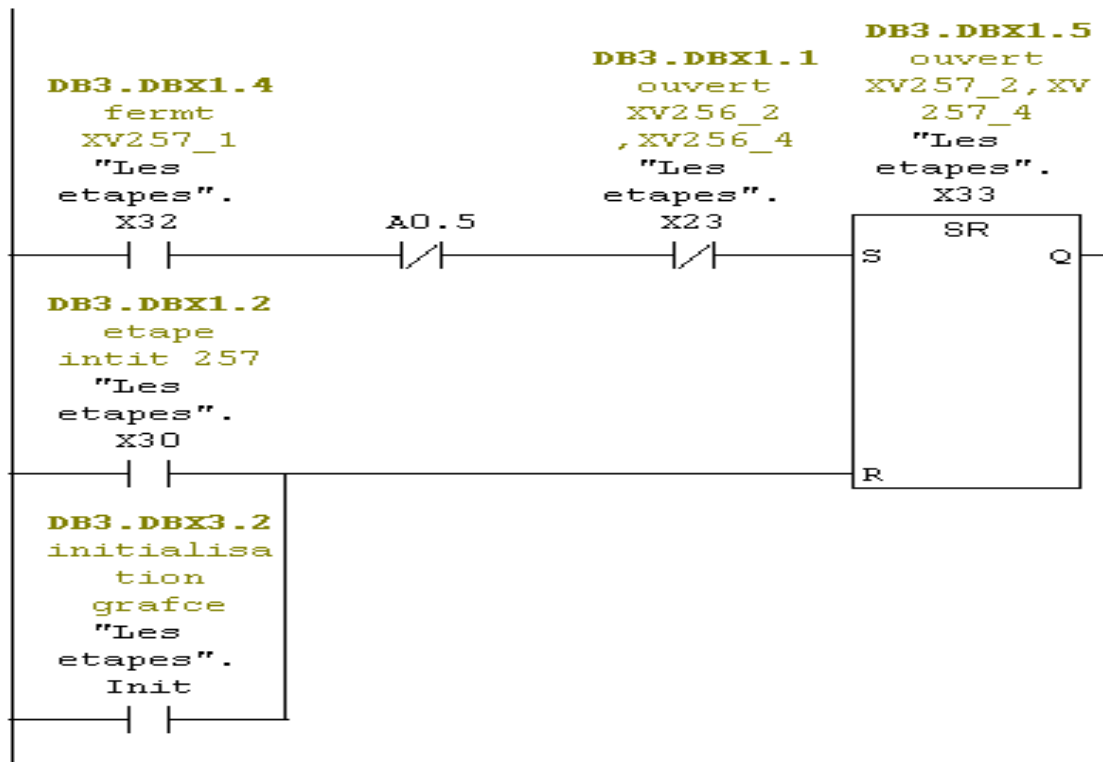 DB3.DBX1.4
fermt
XV257_1
"Les
etapes".
X32
A0.5
DB3.DBX1.1
ouvert
XV256_2
,XV256_4
"Les
etapes".
X23
DB3.DBX1.5
ouvert
XV257_2,XV
257_4
"Les
etapes".
X33
SR
S
Q
DB3.DBX1.2
etape
intit 257
"Les
etapes".
X30
R
DB3.DBX3.2
initialisa
tion
grafce
"Les
etapes".
Init